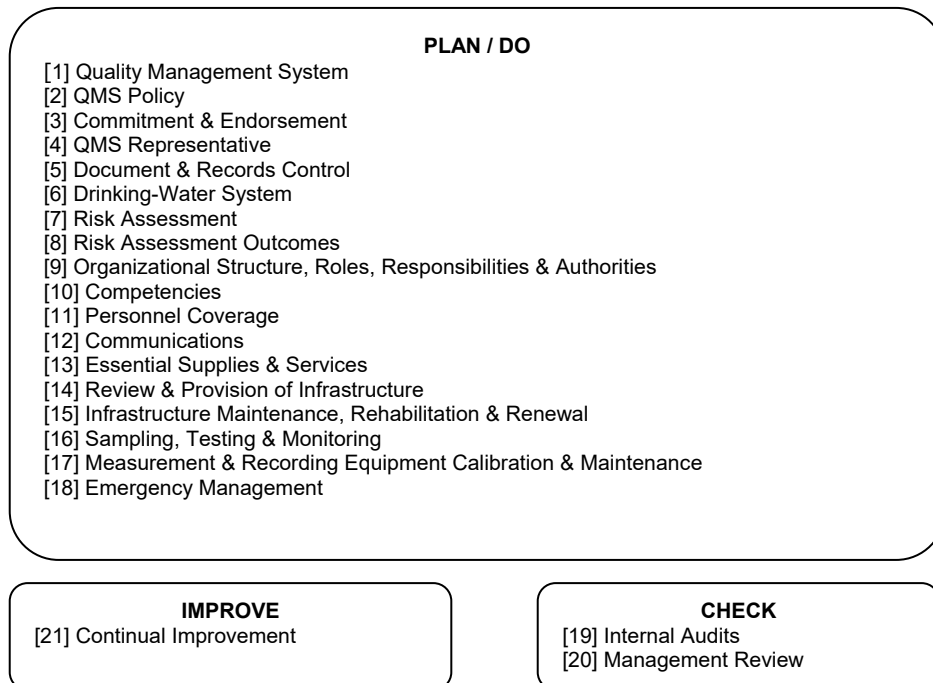 PLAN / DO
[1] Quality Management System
[2] QMS Policy
[3] Commitment & Endorsement
[4] QMS Representative
[5] Document & Records Control
[6] Drinking-Water System
[7] Risk Assessment
[8] Risk Assessment Outcomes
[9] Organizational Structure, Roles, Responsibilities & Authorities
[10] Competencies
[11] Personnel Coverage
[12] Communications
[13] Essential Supplies & Services
[14] Review & Provision of Infrastructure
[15] Infrastructure Maintenance, Rehabilitation & Renewal
[16] Sampling, Testing & Monitoring
[17] Measurement & Recording Equipment Calibration & Maintenance
[18] Emergency Management
IMPROVE
[21] Continual Improvement
CHECK
[19] Internal Audits
[20] Management Review